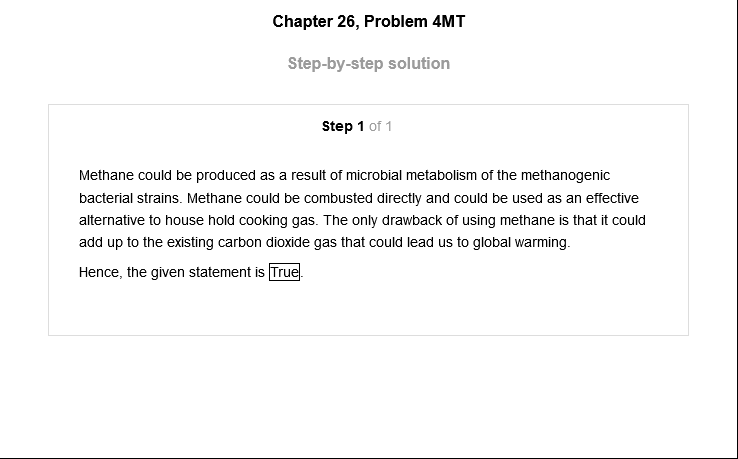 Chapter 26, Problem 4MT
Step-by-step solution
Step 1 of 1
Methane could be produced as a result of microbial metabolism of the methanogenic
bacterial strains. Methane could be combusted directly and could be used as an effective
alternative to house hold cooking gas. The only drawback of using methane is that it could
add up to the existing carbon dioxide gas that could lead us to global warming.
Hence, the given statement is True.